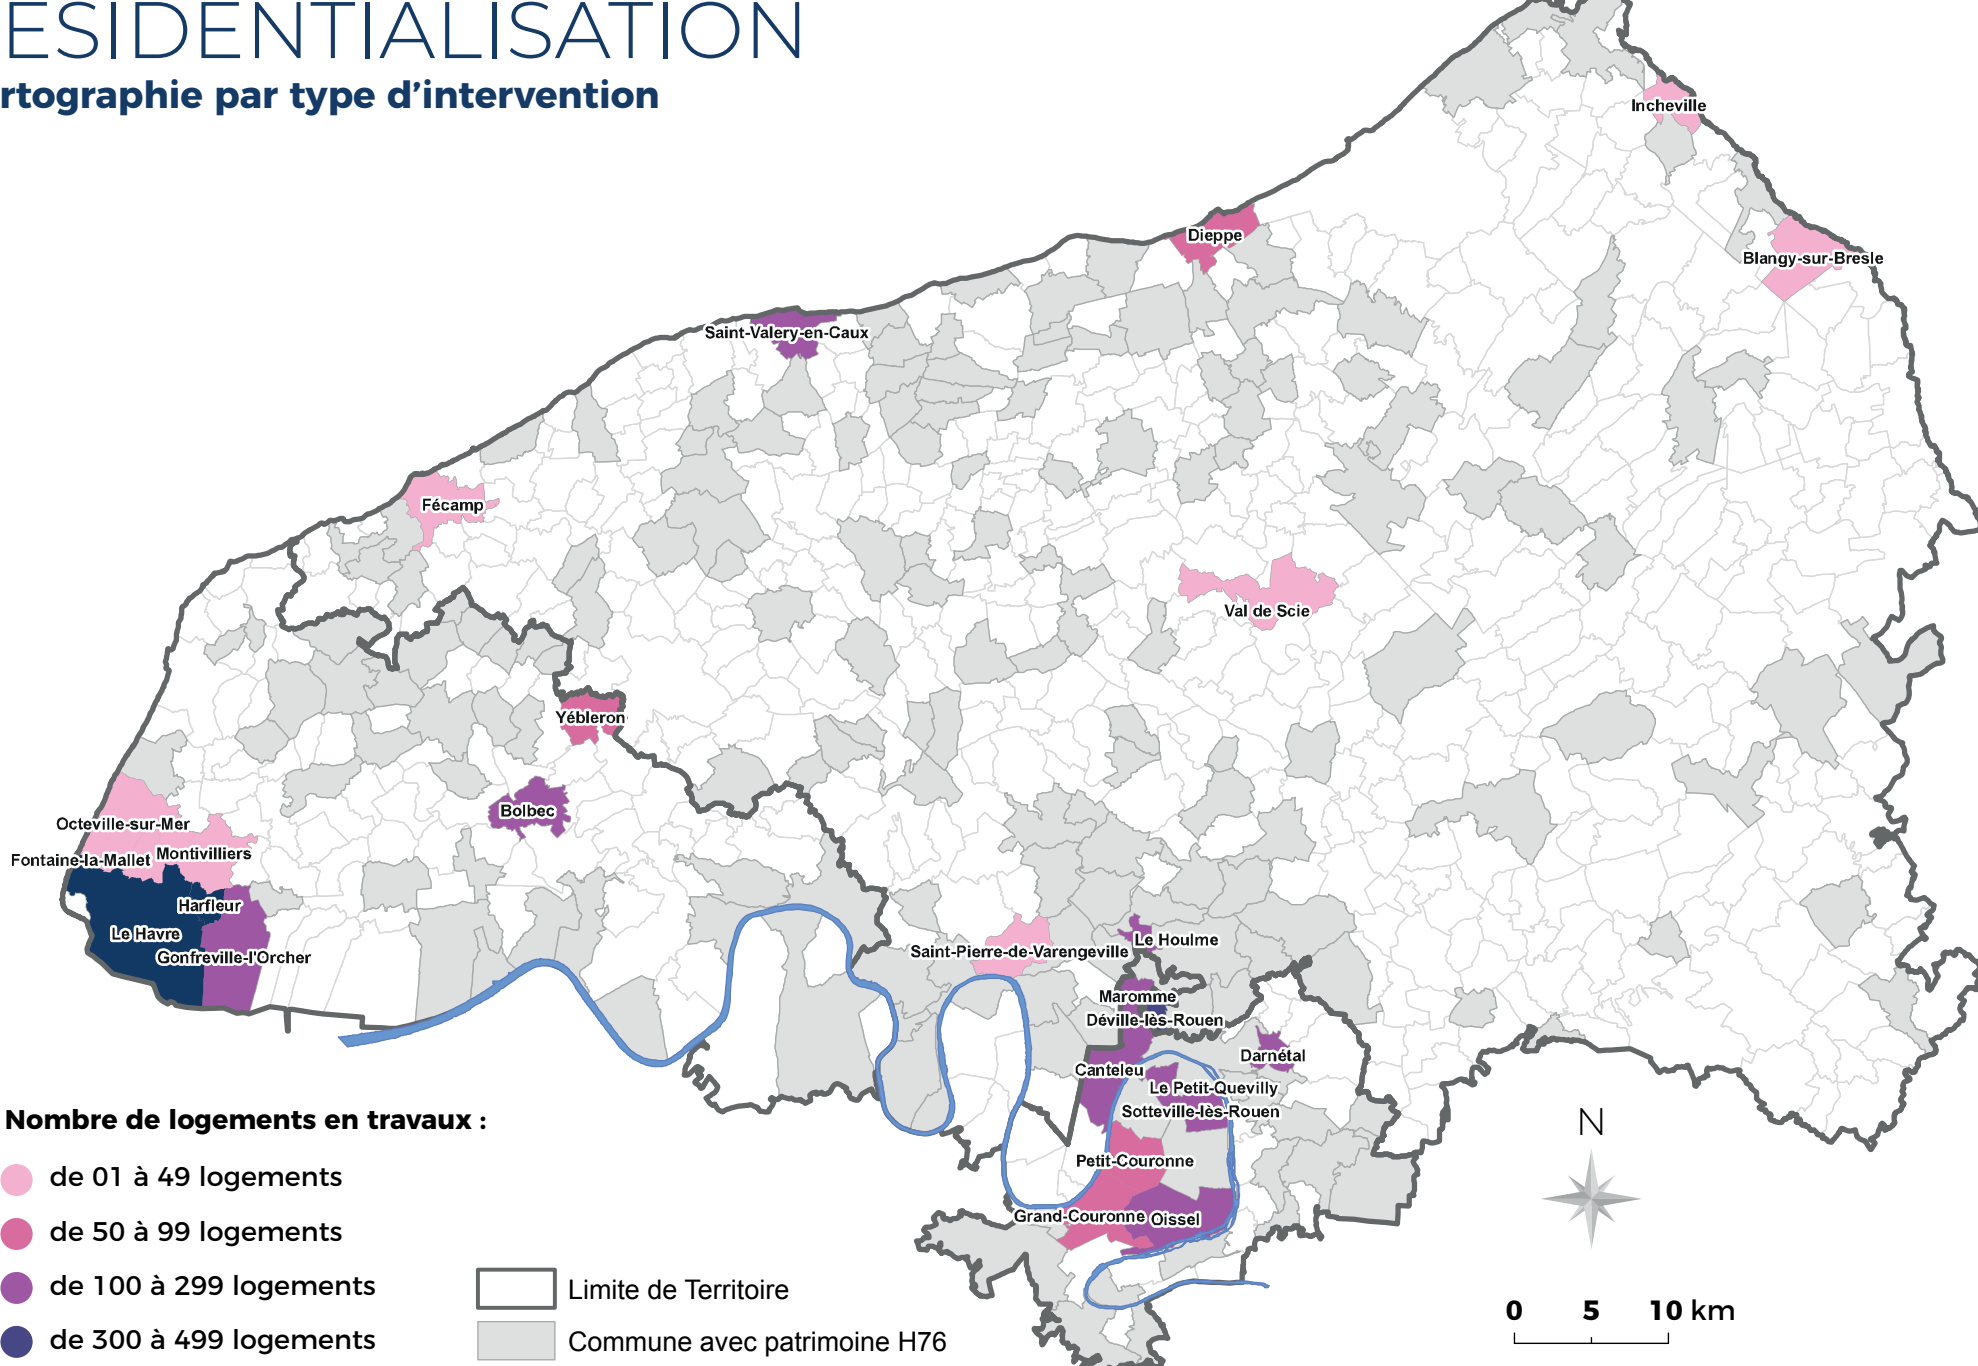 ESIDENTIALISATION
rtographie par type d'intervention
Incheville
Dieppe
Blangy-sur-Bresle
Saint-Valery-en-Caux
Fécamp
Val de Scie
Yébleron
Bolbec
Octeville-sur-Mer
Fontaine-la-Mallet
Montivilliers
Harfleur
Le Havre
Gonfreville-l'Orcher
Saint-Pierre-de-Varengeville
Le Houlme
Maromme
Déville-lès-Rouen
Darnétal
Canteleu
Le Petit-Quevilly
Sotteville-lès-Rouen
Petit-Couronne
Grand-Couronne
Oissel
Nombre de logements en travaux :
de 01 à 49 logements
de 50 à 99 logements
de 100 à 299 logements
de 300 à 499 logements
Limite de Territoire
Commune avec patrimoine H76
N
0 5 10 km